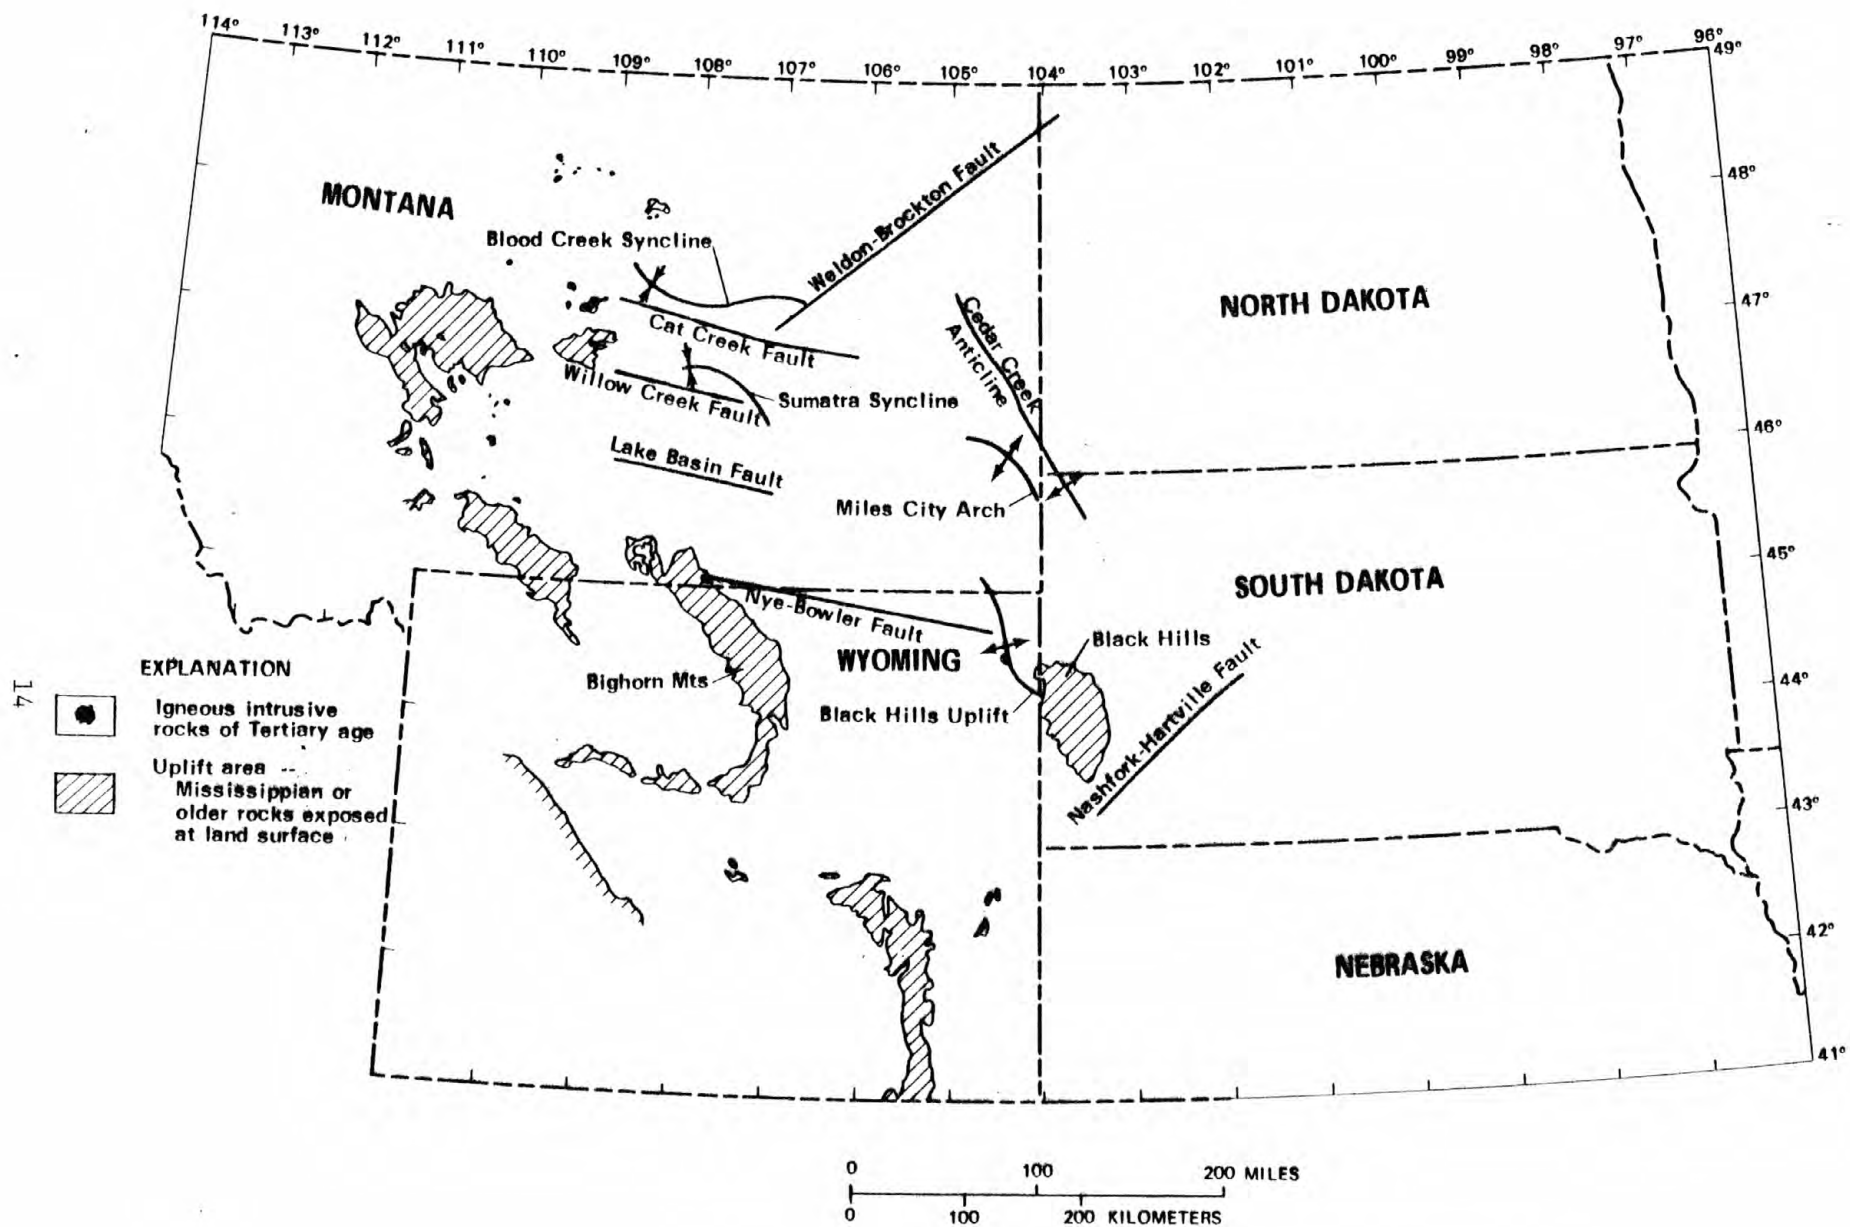 114°
113°
112°
111°
110°
109°
108°
107°
106°
105°
104°
103°
102°
101°
100°
99°
98°
97°
96°
49°
48°
47°
46°
45°
44°
43°
42°
41°
MONTANA
Blood Creek Syncline
Weldon-Brockton Fault
NORTH DAKOTA
Cat Creek Fault
Cedar Creek
Anticline
Willow Creek Fault
Sumatra Syncline
Lake Basin Fault
Miles City Arch
SOUTH DAKOTA
Nye-Bowler Fault
WYOMING
Black Hills
Bighorn Mts
Black Hills Uplift
Nashfork-Hartville Fault
NEBRASKA
14
EXPLANATION
Igneous intrusive
rocks of Tertiary age
Uplift area --
Mississippian or
older rocks exposed
at land surface
0 100 200 MILES
0 100 200 KILOMETERS